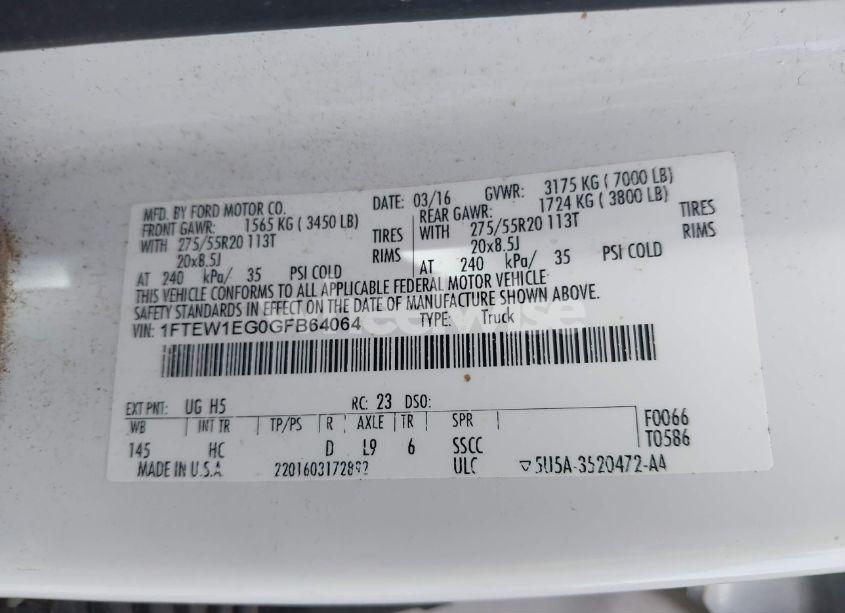 MFD. BY FORD MOTOR CO. DATE: 03/16 GVWR: 3175 KG ( 7000 LB)
FRONT GAWR: 1565 KG ( 3450 LB) REAR GAWR: 1724 KG ( 3800 LB)
WITH 275/55R20 113T TIRES WITH 275/55R20 113T TIRES
20x8.5J RIMS 20x8.5J RIMS
AT 240 kPa/ 35 PSI COLD AT 240 kPa/ 35 PSI COLD
THIS VEHICLE CONFORMS TO ALL APPLICABLE FEDERAL MOTOR VEHICLE
SAFETY STANDARDS IN EFFECT ON THE DATE OF MANUFACTURE SHOWN ABOVE.
VIN: 1FTEW1EG0GFB64064 TYPE: Truck
EXT PNT: UG H5 RC: 23 DSO:
WB INT TR TP/PS R AXLE TR SPR F0066
145 HC D L9 6 SSCC T0586
MADE IN U.S.A 2201603172892 ULC ▽5U5A-3520472-AA